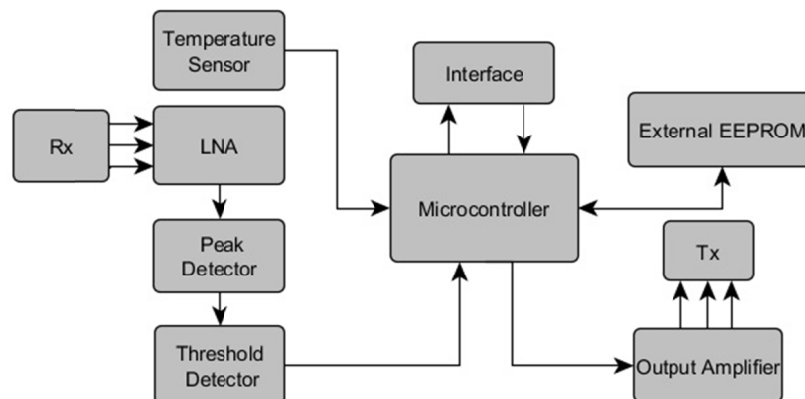 Temperature
Sensor
Interface
Rx
LNA
External EEPROM
Microcontroller
Peak
Detector
Tx
Threshold
Detector
Output Amplifier